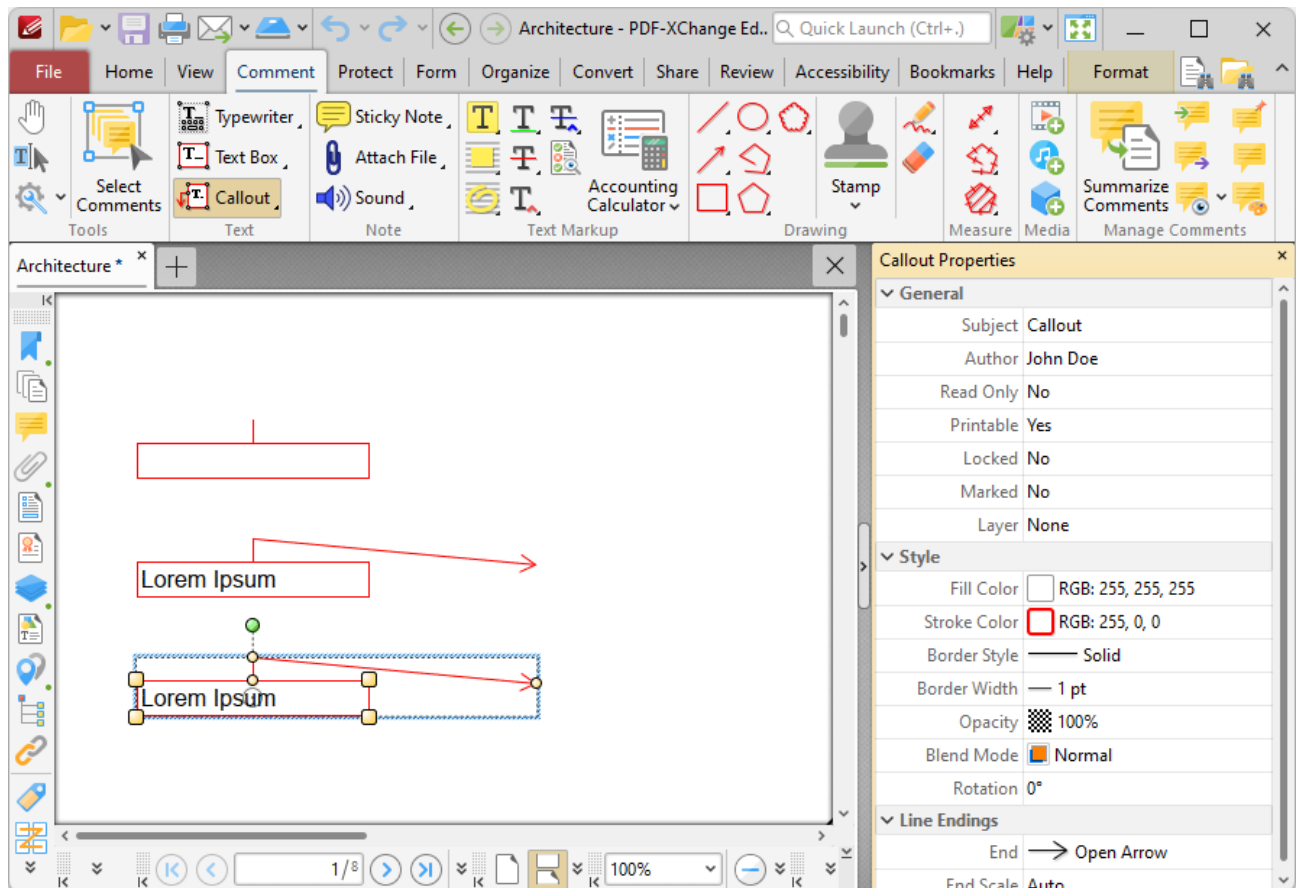 Architecture - PDF-XChange Ed..
Quick Launch (Ctrl+.)
File Home View Comment Protect Form Organize Convert Share Review Accessibility Bookmarks Help Format
Select Comments
Tools
Typewriter
Text Box
Callout
Text
Sticky Note
Attach File
Sound
Note
Accounting Calculator
Text Markup
Drawing
Stamp
Measure
Media
Summarize Comments
Manage Comments
Architecture *
Lorem Ipsum
Lorem Ipsum
1/8
100%
Callout Properties
General
Subject Callout
Author John Doe
Read Only No
Printable Yes
Locked No
Marked No
Layer None
Style
Fill Color RGB: 255, 255, 255
Stroke Color RGB: 255, 0, 0
Border Style Solid
Border Width 1 pt
Opacity 100%
Blend Mode Normal
Rotation 0°
Line Endings
End Open Arrow
End Scale Auto